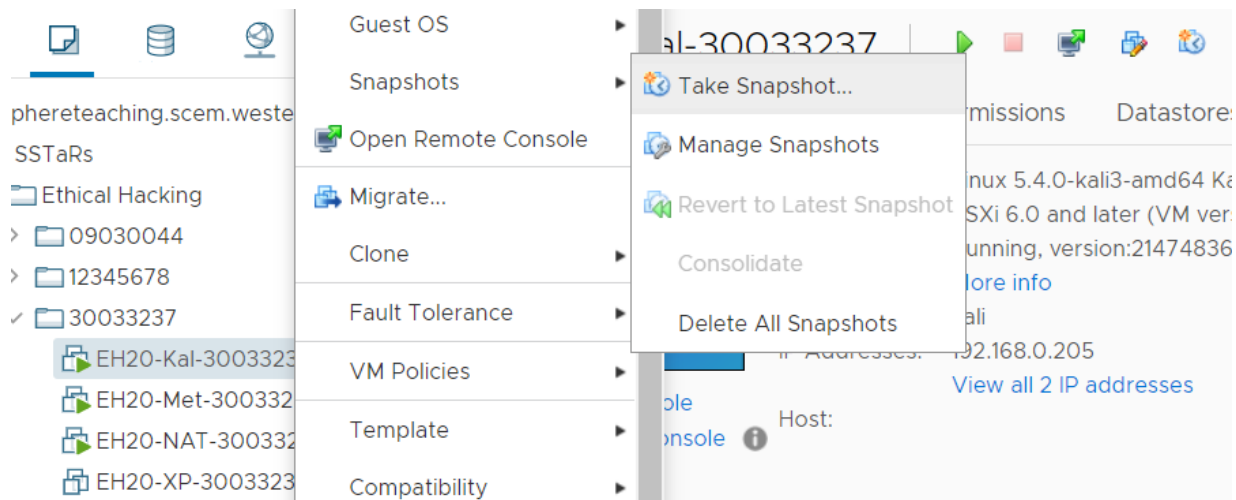 phereteaching.scem.weste
SSTaRs
Ethical Hacking
09030044
12345678
30033237
EH20-Kal-3003323
EH20-Met-300332
EH20-NAT-300332
EH20-XP-3003323
Guest OS
Snapshots
Open Remote Console
Migrate...
Clone
Fault Tolerance
VM Policies
Template
Compatibility
Take Snapshot...
Manage Snapshots
Revert to Latest Snapshot
Consolidate
Delete All Snapshots
al-30033237
rmissions Datastore
inux 5.4.0-kali3-amd64 Ka
SXi 6.0 and later (VM ver
unning, version:21474836
More info
ali
IP Addresses: 192.168.0.205
View all 2 IP addresses
ole
onsole
Host: